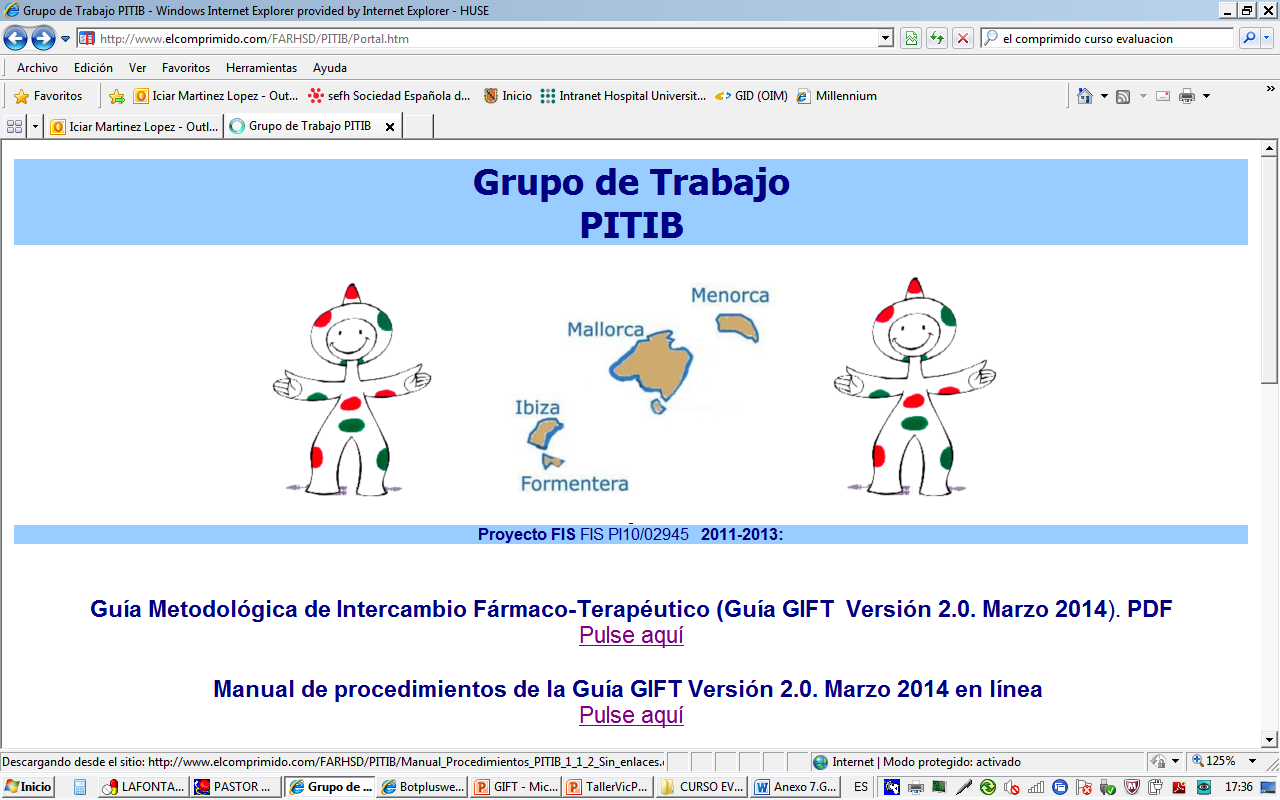 Grupo de Trabajo PITIB - Windows Internet Explorer provided by Internet Explorer - HUSE
http://www.elcomprimido.com/FARHSD/PITIB/Portal.htm
el comprimido curso evaluacion
Archivo Edición Ver Favoritos Herramientas Ayuda
Favoritos Iciar Martinez Lopez - Out... sefh Sociedad Española d... Inicio Intranet Hospital Universit... GID (OIM) Millennium
Iciar Martinez Lopez - Outl... Grupo de Trabajo PITIB
Grupo de Trabajo
PITIB
Menorca
Mallorca
Ibiza
Formentera
Proyecto FIS FIS PI10/02945 2011-2013:
Guía Metodológica de Intercambio Fármaco-Terapéutico (Guía GIFT Versión 2.0. Marzo 2014). PDF
Pulse aquí
Manual de procedimientos de la Guía GIFT Versión 2.0. Marzo 2014 en línea
Pulse aquí
Descargando desde el sitio: http://www.elcomprimido.com/FARHSD/PITIB/Manual_Procedimientos_PITIB_1_1_2_Sin_enlaces. Internet | Modo protegido: activado 125%
Inicio LAFONTA... PASTOR ... Grupo de ... Botpluswe... GIFT - Mic... TallerVicP... CURSO EV... Anexo 7.G... ES 17:36